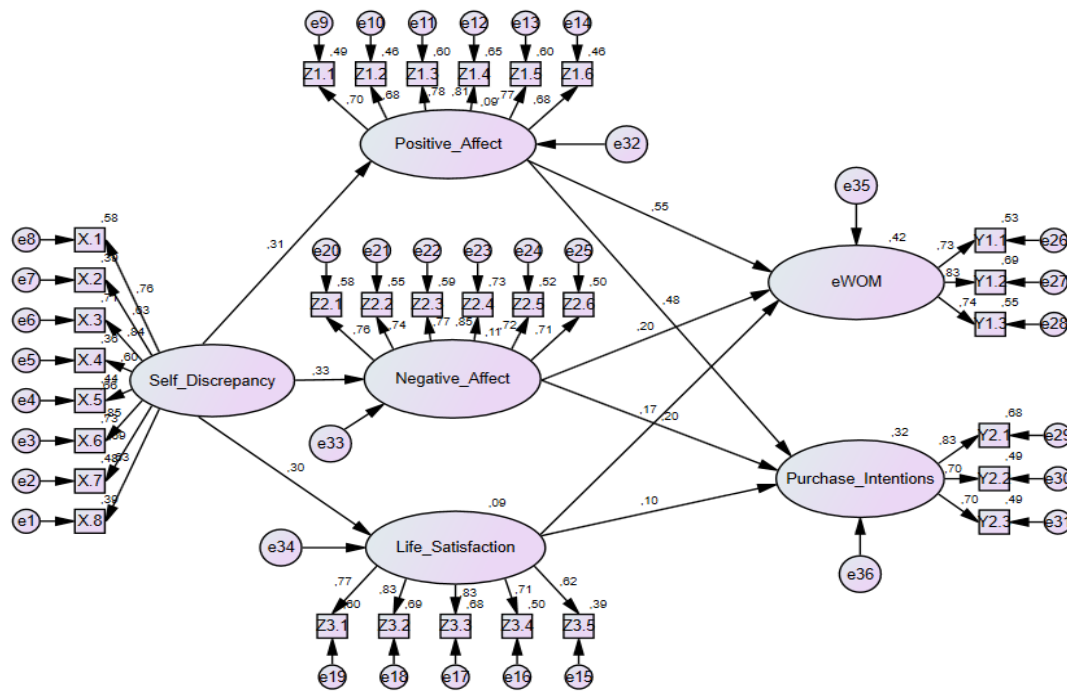 e9 e10 e11 e12 e13 e14
,49 ,46 ,60 ,65 ,60 ,46
Z1.1 Z1.2 Z1.3 Z1.4 Z1.5 Z1.6
,70 ,68 ,78 ,81 ,09 ,77 ,68
Positive_Affect
e32
e35
,55
,58
e8 X.1
e7 X.2
,76
e6 X.3
,84
e5 X.4
,60
e4 X.5
e3 X.6
,85
,73
e2 X.7
e1 X.8
,39
Self_Discrepancy
,31
,33
,30
e20 e21 e22 e23 e24 e25
,58 ,55 ,59 ,73 ,52 ,50
Z2.1 Z2.2 Z2.3 Z2.4 Z2.5 Z2.6
,76 ,74 ,77 ,85 ,11 ,72 ,71
Negative_Affect
e33
,48
,20
,42
eWOM
,53
,73 Y1.1 e26
,69
,83 Y1.2 e27
,74 ,55
Y1.3 e28
,17 ,20
,10
,32
Purchase_Intentions
,68
,83 Y2.1 e29
,49
,70 Y2.2 e30
,70 ,49
Y2.3 e31
e36
e34
,09
Life_Satisfaction
,77 ,83 ,83 ,71 ,62
,60 ,69 ,68 ,50 ,39
Z3.1 Z3.2 Z3.3 Z3.4 Z3.5
e19 e18 e17 e16 e15